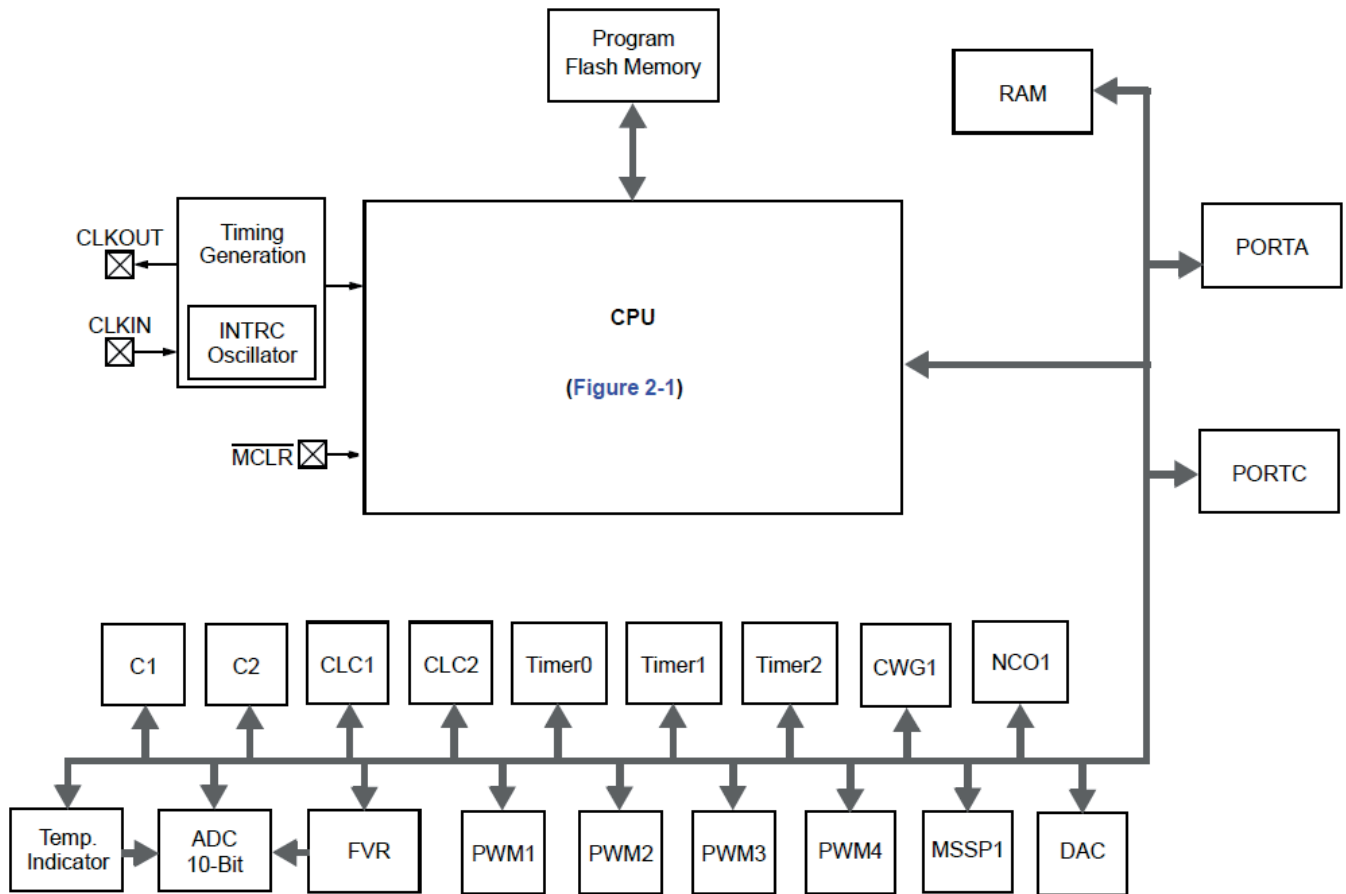 Program
Flash Memory
RAM
CLKOUT
Timing
Generation
PORTA
CLKIN
INTRC
Oscillator
CPU
(Figure 2-1)
MCLR
PORTC
C1
C2
CLC1
CLC2
Timer0
Timer1
Timer2
CWG1
NCO1
Temp.
Indicator
ADC
10-Bit
FVR
PWM1
PWM2
PWM3
PWM4
MSSP1
DAC